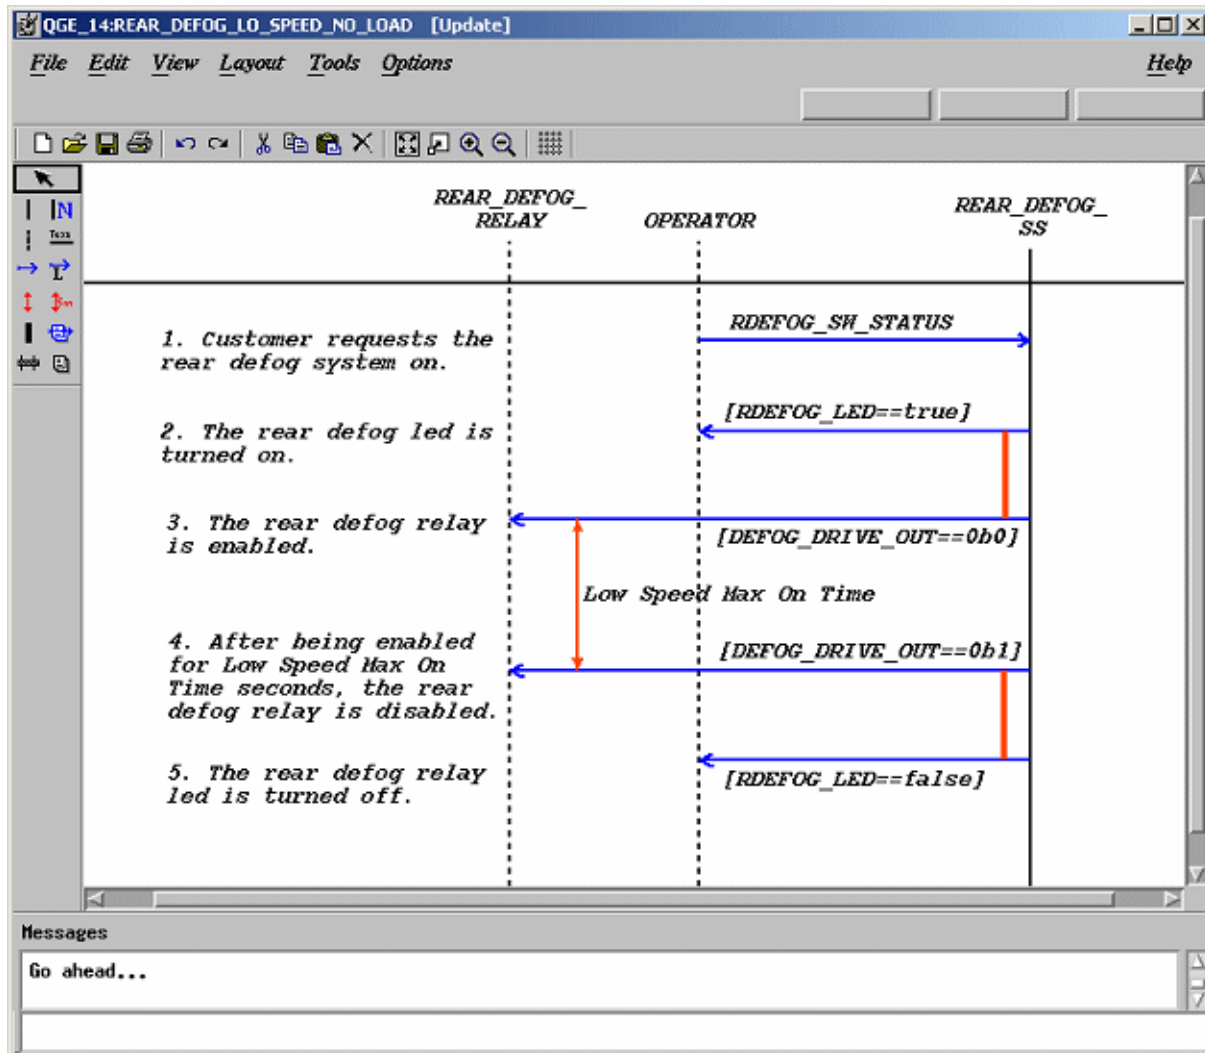 QGE_14:REAR_DEFOG_LO_SPEED_NO_LOAD [Update]
File Edit View Layout Tools Options Help
N
Text
REAR_DEFOG_
RELAY
OPERATOR
REAR_DEFOG_
SS
1. Customer requests the
rear defog system on.
RDEFOG_SW_STATUS
2. The rear defog led is
turned on.
[RDEFOG_LED==true]
3. The rear defog relay
is enabled.
[DEFOG_DRIVE_OUT==0b0]
Low Speed Max On Time
4. After being enabled
for Low Speed Max On
Time seconds, the rear
defog relay is disabled.
[DEFOG_DRIVE_OUT==0b1]
5. The rear defog relay
led is turned off.
[RDEFOG_LED==false]
Messages
Go ahead...